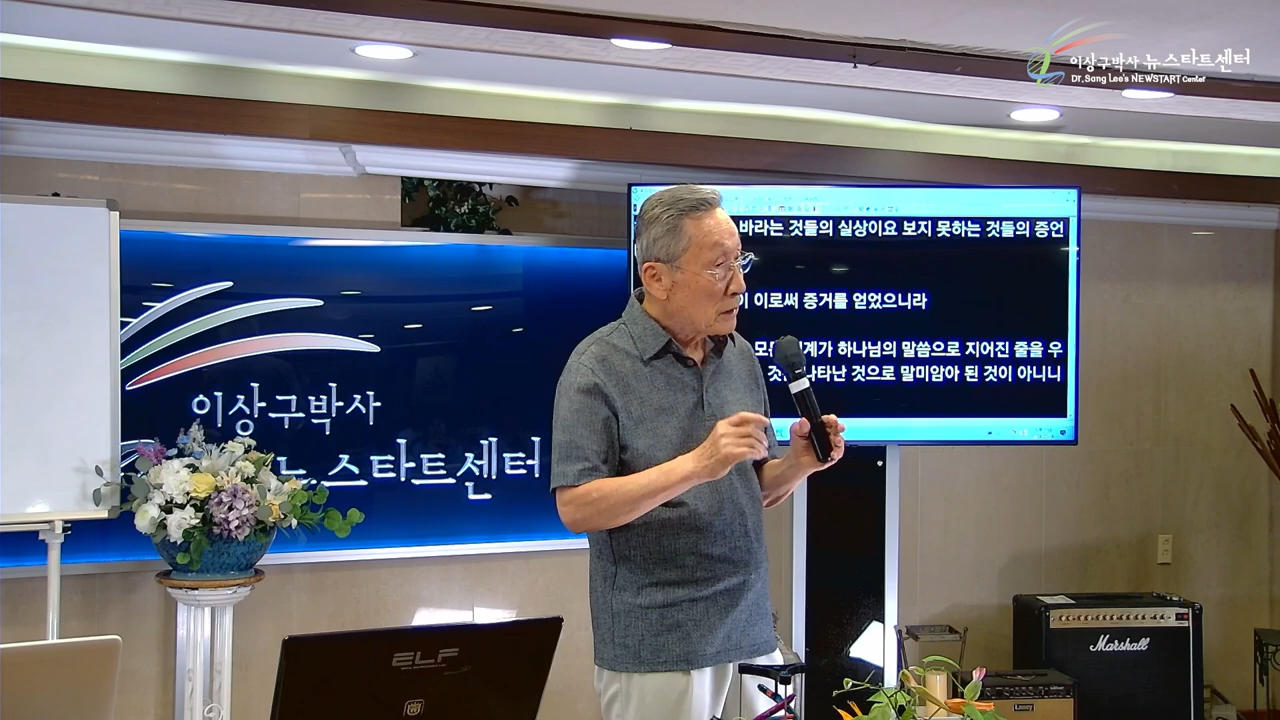 이상구박사 뉴스타트센터
Dr. Sang Lee's NEWSTART Center
바라는 것들의 실상이요 보지 못하는 것들의 증언
이 이로써 증거를 얻었으니라
하나님의 말씀으로 지어진 줄을 우
나타난 것으로 말미암아 된 것이 아니니
이상구박사
뉴스타트센터
ELF
Marshall
Laney